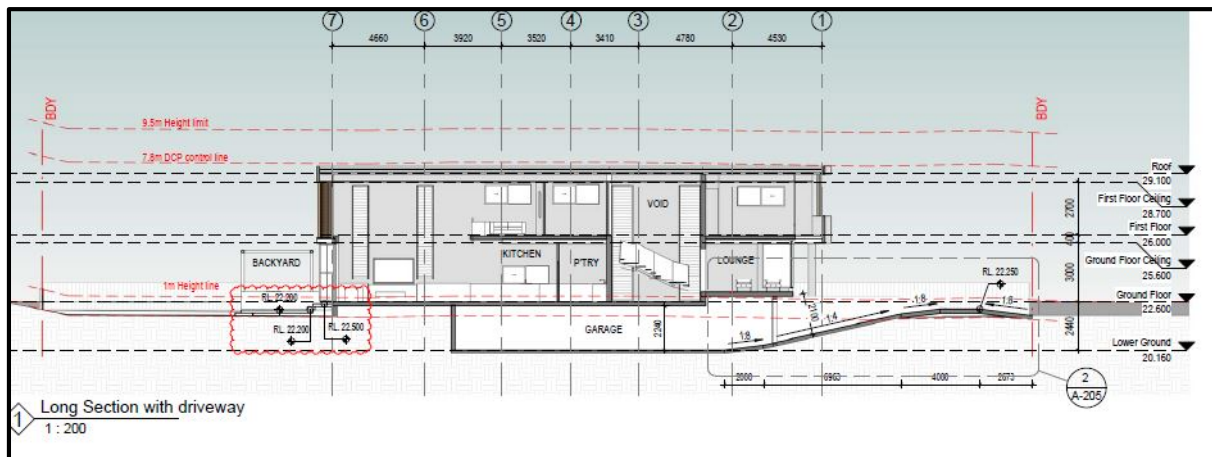 7
6
5
4
3
2
1
4660
3920
3520
3410
4780
4530
BDY
BDY
9.5m Height limit
7.8m DCP control line
Roof
29.100
First Floor Ceiling
28.700
First Floor
26.000
Ground Floor Ceiling
25.600
RL. 22.250
Ground Floor
22.600
Lower Ground
20.160
2700
400
3000
2440
VOID
KITCHEN
P'TRY
LOUNGE
BACKYARD
1m Height line
RL. 22.200
RL. 22.200
RL. 22.500
GARAGE
2240
2100
1:8
1:4
1:8
1:8
2000
4000
2673
2
A-205
1
Long Section with driveway
1 : 200